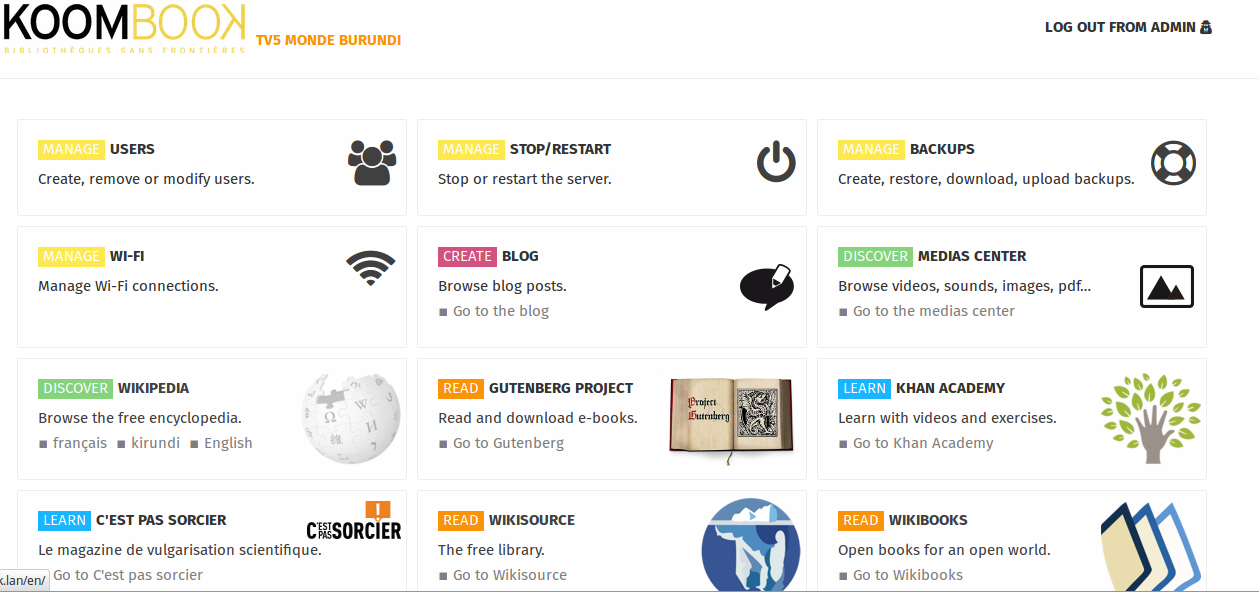 KOOMBOOK
BIBLIOTHÈQUES SANS FRONTIÈRES
TV5 MONDE BURUNDI
LOG OUT FROM ADMIN
MANAGE USERS
Create, remove or modify users.
MANAGE STOP/RESTART
Stop or restart the server.
MANAGE BACKUPS
Create, restore, download, upload backups.
MANAGE WI-FI
Manage Wi-Fi connections.
CREATE BLOG
Browse blog posts.
Go to the blog
DISCOVER MEDIAS CENTER
Browse videos, sounds, images, pdf...
Go to the medias center
DISCOVER WIKIPEDIA
Browse the free encyclopedia.
français kirundi English
READ GUTENBERG PROJECT
Read and download e-books.
Go to Gutenberg
Project
Gutenberg
LEARN KHAN ACADEMY
Learn with videos and exercises.
Go to Khan Academy
LEARN C'EST PAS SORCIER
Le magazine de vulgarisation scientifique.
Go to C'est pas sorcier
C'EST PAS SORCIER
READ WIKISOURCE
The free library.
Go to Wikisource
READ WIKIBOOKS
Open books for an open world.
Go to Wikibooks
k.lan/en/